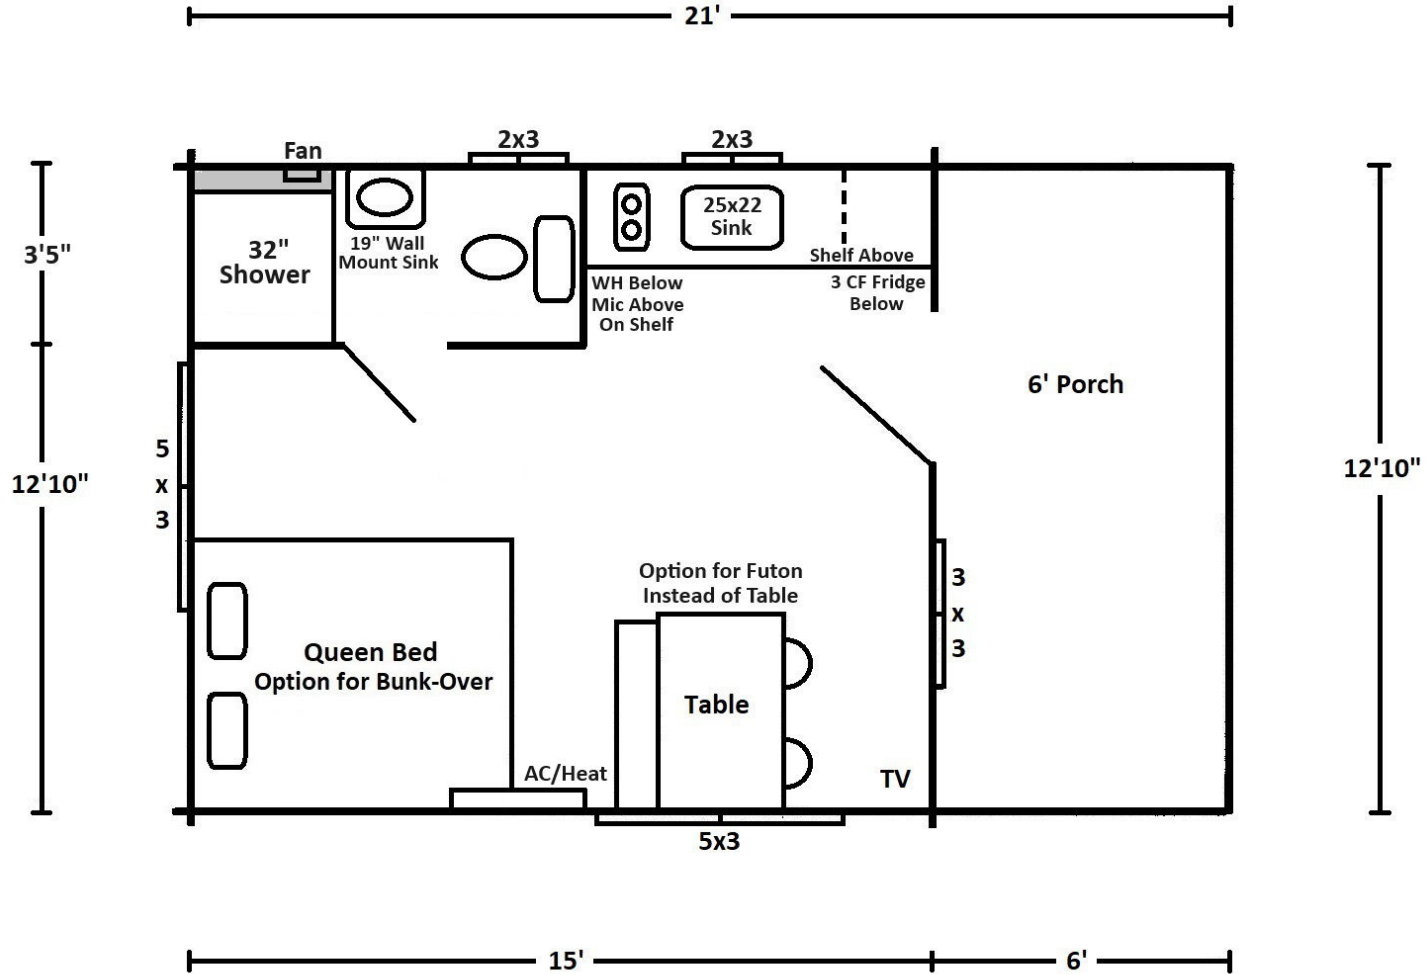 21'
Fan
2x3
2x3
3'5"
32"
Shower
19" Wall
Mount Sink
25x22
Sink
Shelf Above
WH Below
Mic Above
On Shelf
3 CF Fridge
Below
6' Porch
5
x
3
12'10"
12'10"
Option for Futon
Instead of Table
3
x
3
Queen Bed
Option for Bunk-Over
Table
AC/Heat
TV
5x3
15'
6'